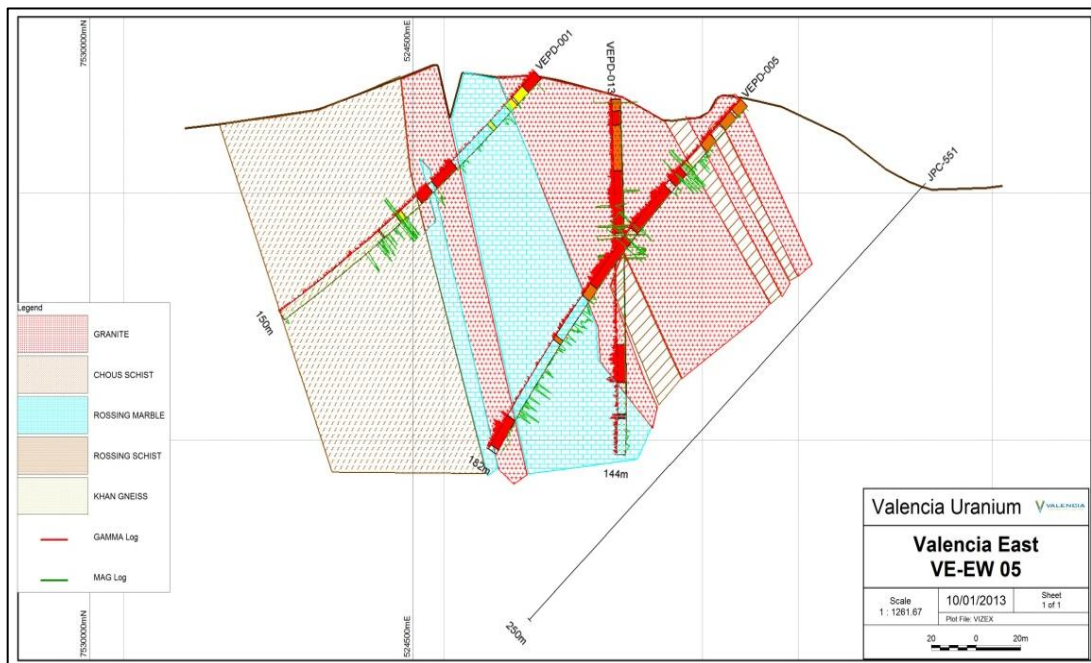 7530000mN
524500mE
VEPD-001
VEPD-013
VEPD-005
JPC-551
150m
182m
144m
250m
7530000mN
524500mE
Legend
GRANITE
CHOUS SCHIST
ROSSING MARBLE
ROSSING SCHIST
KHAN GNEISS
GAMMA Log
MAG Log
Valencia Uranium VALENCIA
Valencia East
VE-EW 05
Scale
1 : 1261.67
10/01/2013
Sheet
1 of 1
Plot File: VIZEX
20 0 20m